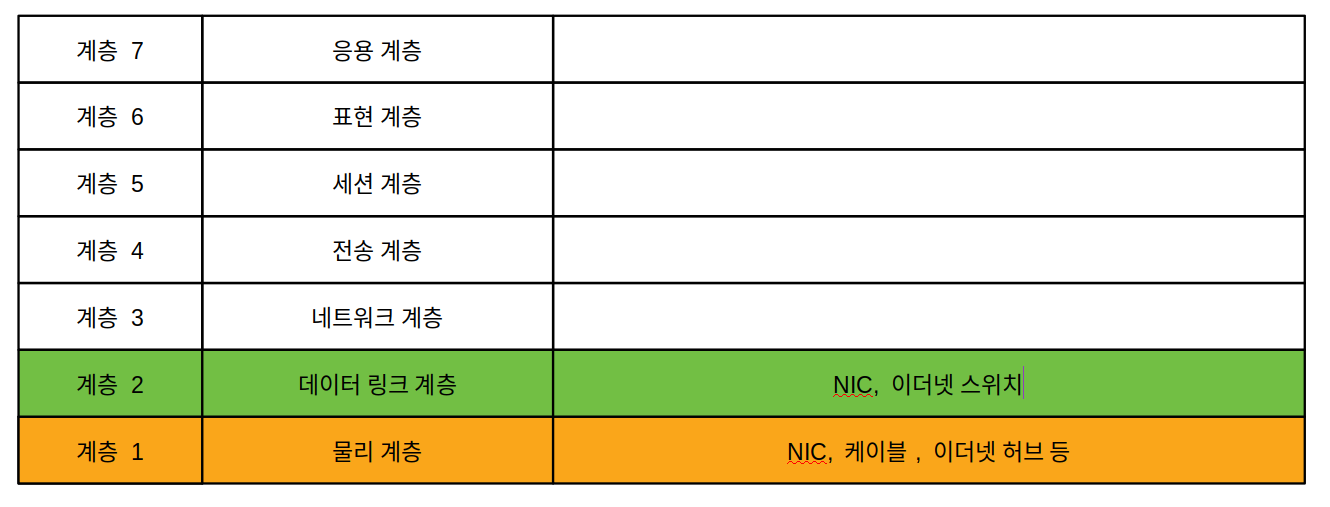 계층 7 응용 계층
계층 6 표현 계층
계층 5 세션 계층
계층 4 전송 계층
계층 3 네트워크 계층
계층 2 데이터 링크 계층 NIC, 이더넷 스위치
계층 1 물리 계층 NIC, 케이블 , 이더넷 허브 등